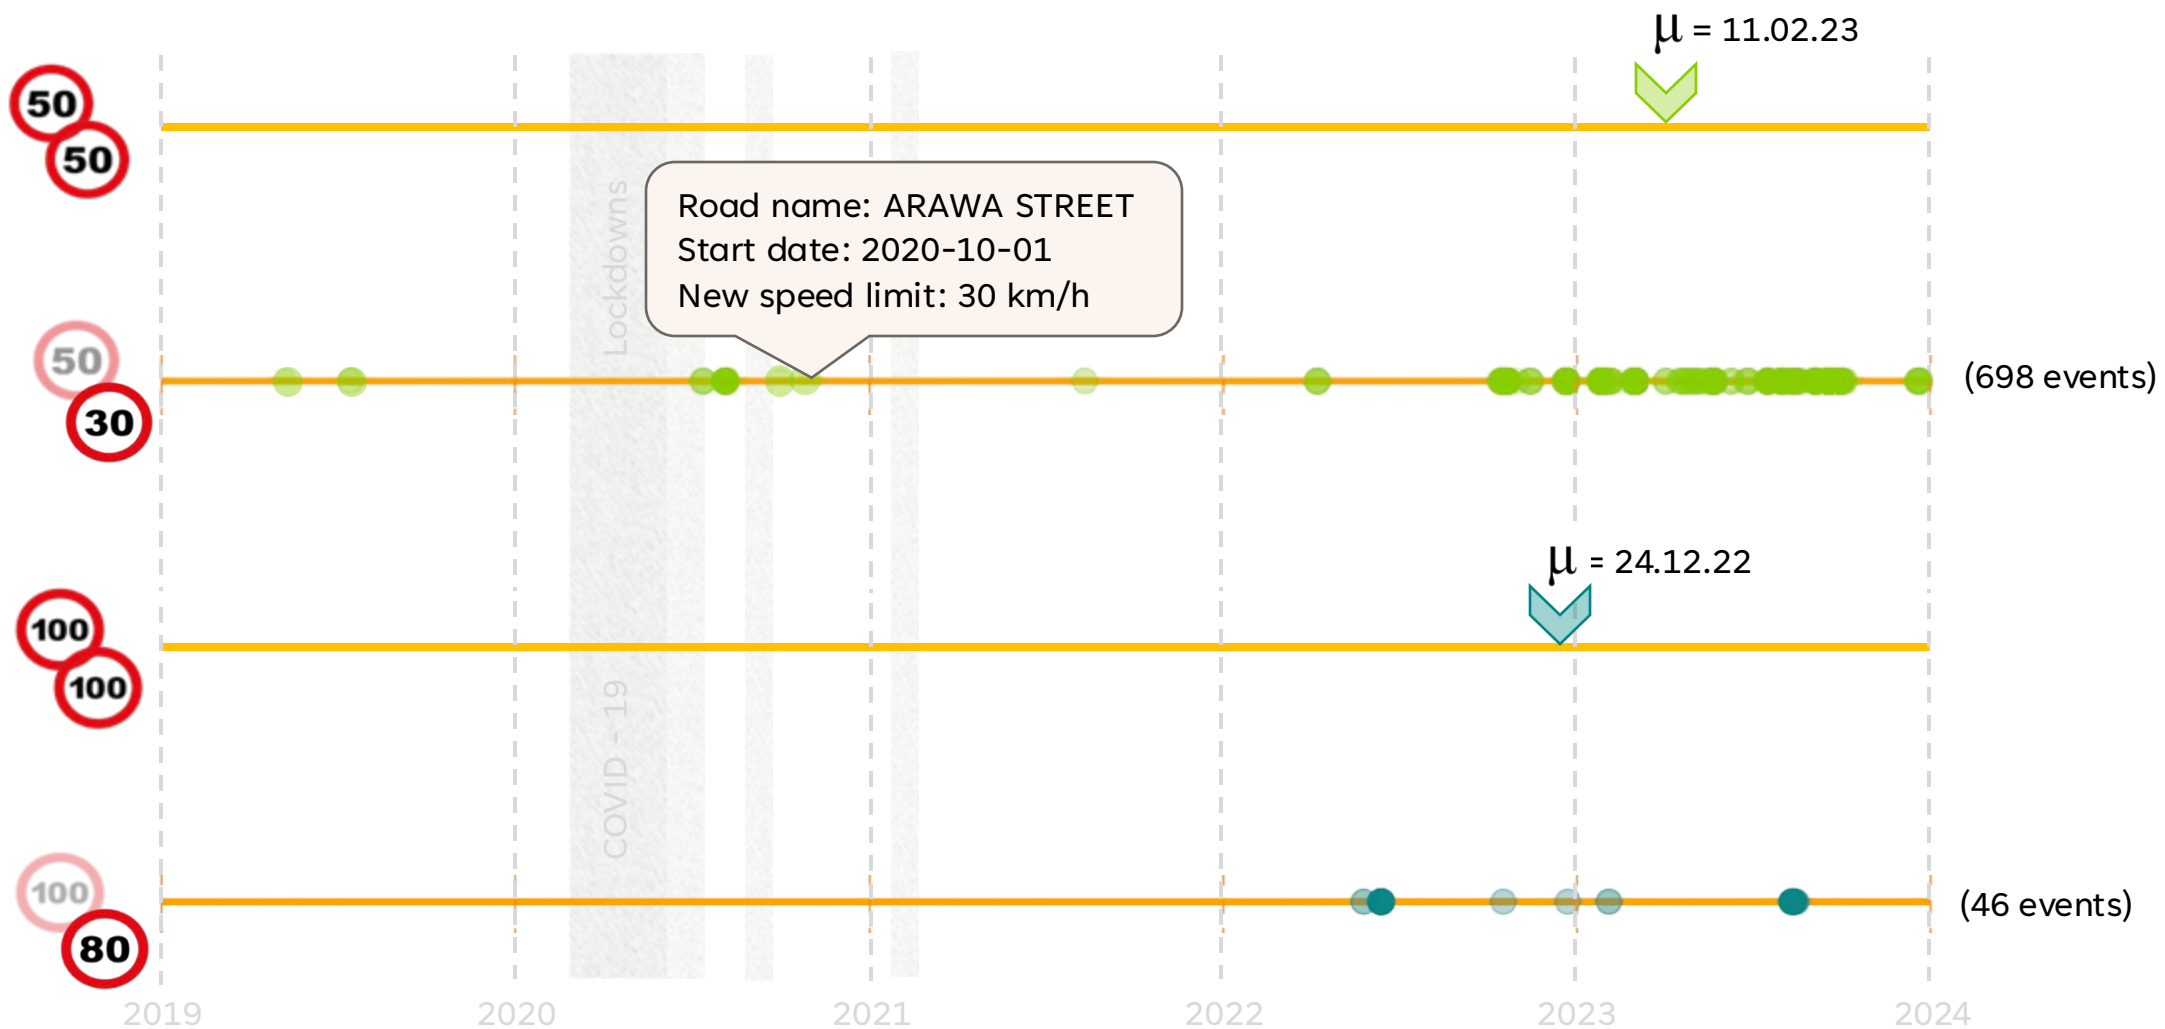 μ = 11.02.23
50
50
Lockdowns
Road name: ARAWA STREET
Start date: 2020-10-01
New speed limit: 30 km/h
50
30
(698 events)
μ = 24.12.22
100
100
COVID - 19
100
80
(46 events)
2019
2020
2021
2022
2023
2024